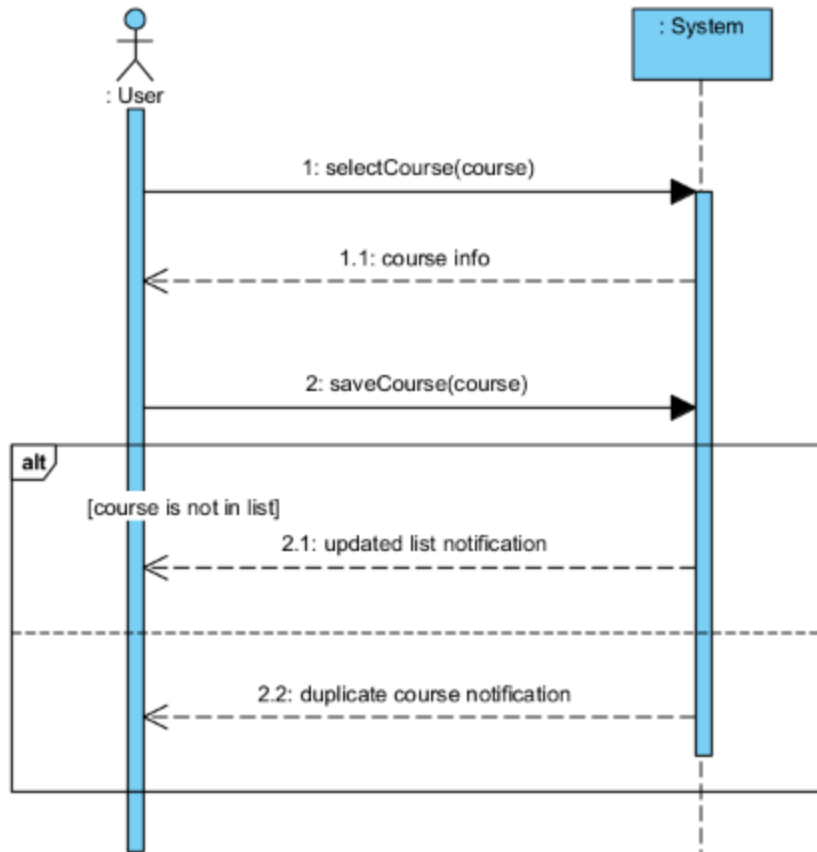 : User
: System
1: selectCourse(course)
1.1: course info
2: saveCourse(course)
alt
[course is not in list]
2.1: updated list notification
2.2: duplicate course notification